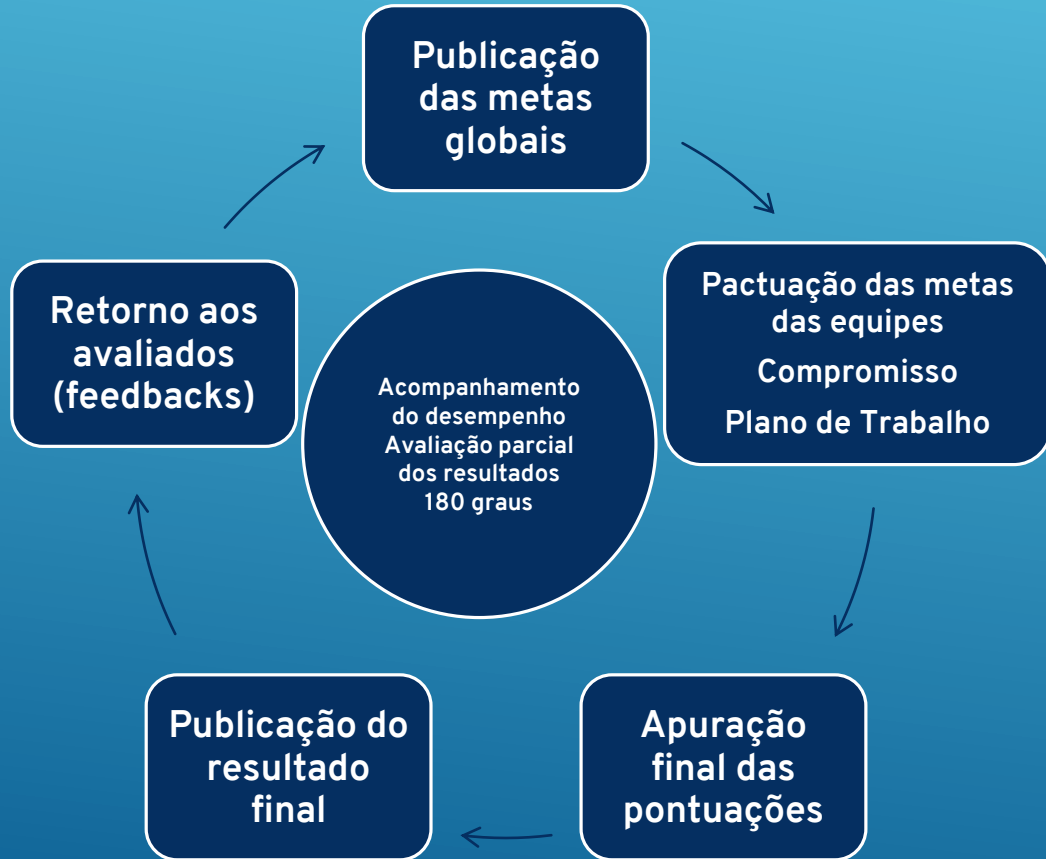 Publicação
das metas
globais
Pactuação das metas
das equipes
Compromisso
Plano de Trabalho
Apuração
final das
pontuações
Publicação do
resultado
final
Retorno aos
avaliados
(feedbacks)
Acompanhamento
do desempenho
Avaliação parcial
dos resultados
180 graus